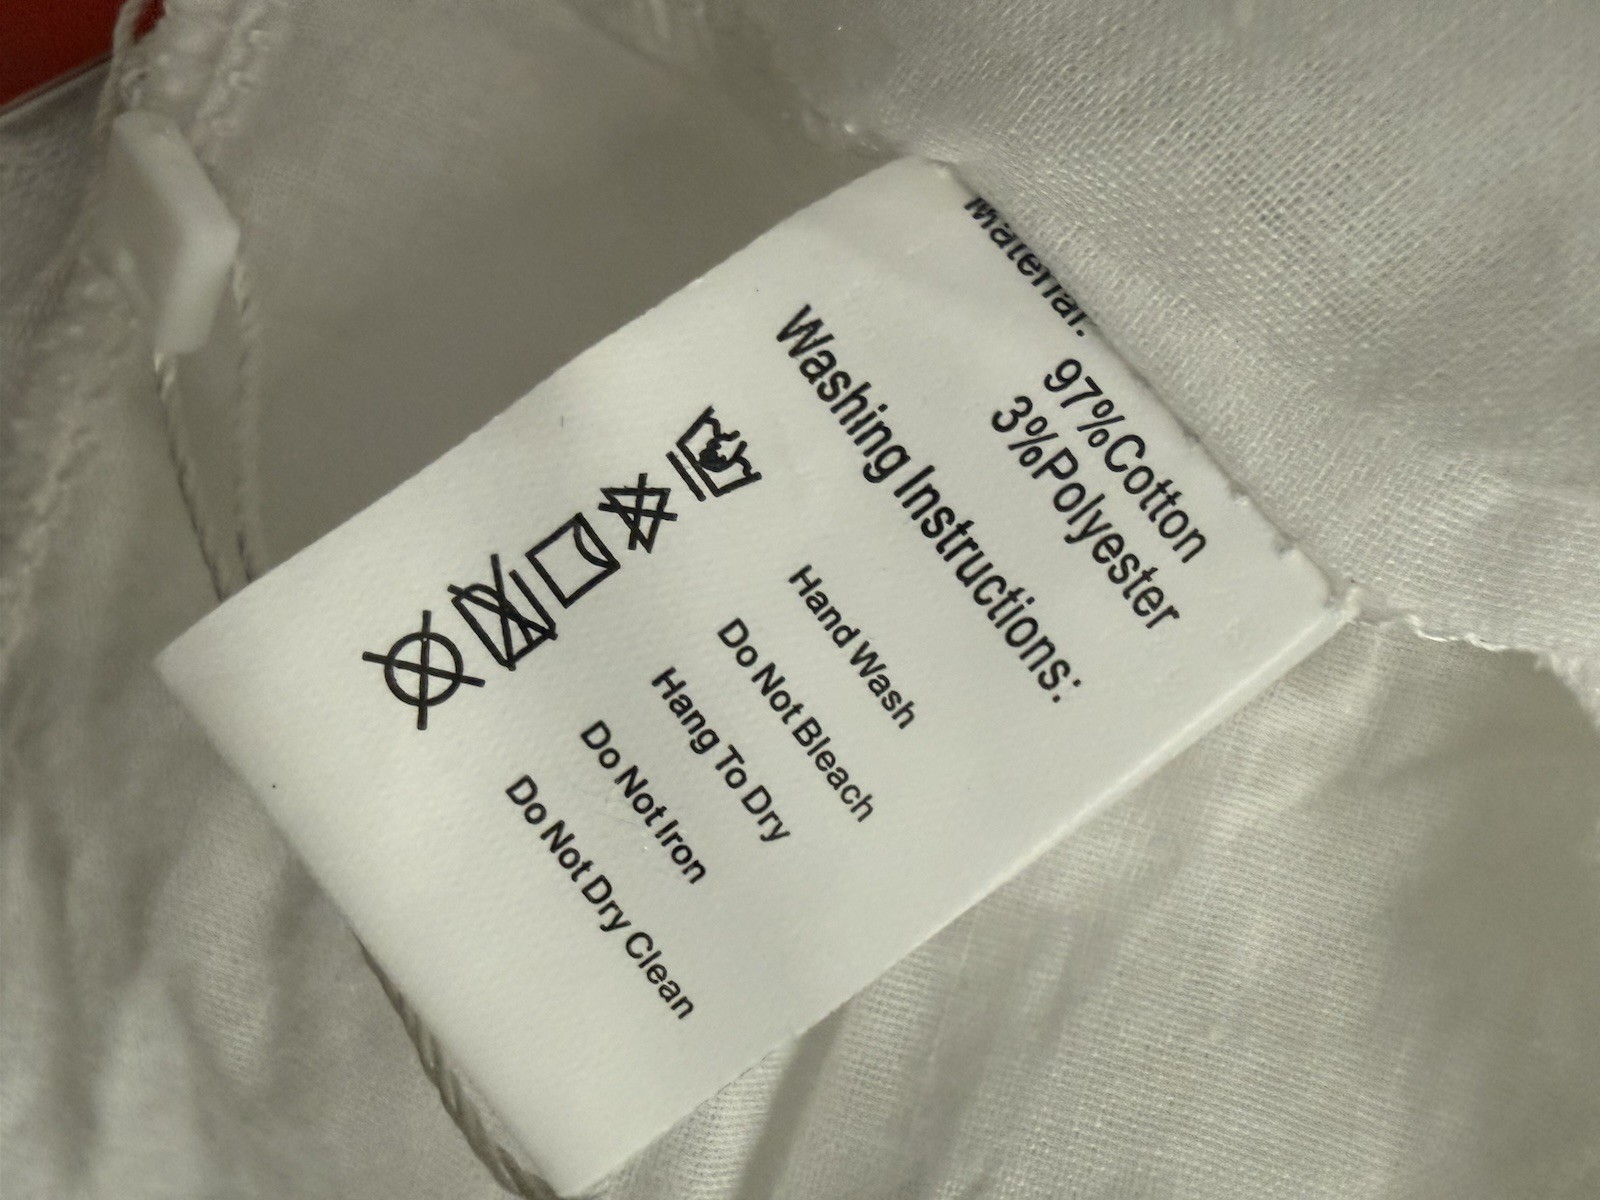 Material:
97%Cotton
3%Polyester
Washing Instructions:
Hand Wash
Do Not Bleach
Hang To Dry
Do Not Iron
Do Not Dry Clean